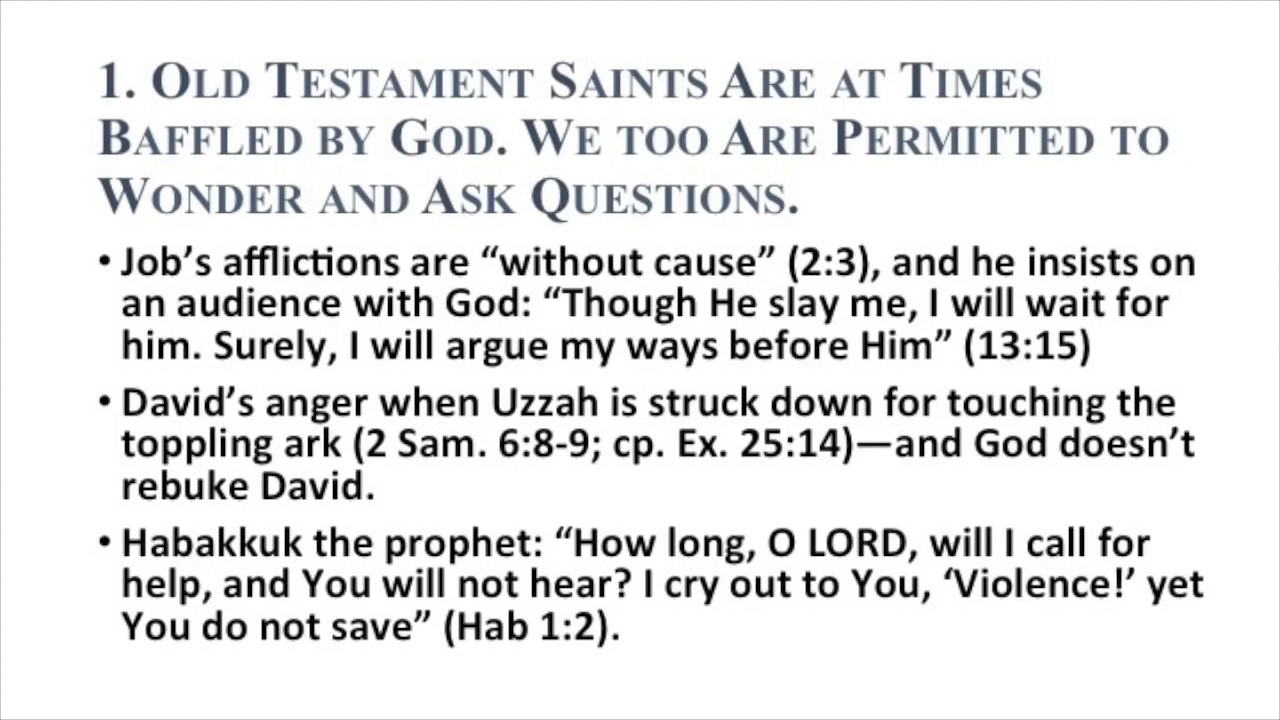 1. Old Testament Saints Are at Times
Baffled by God. We too Are Permitted to
Wonder and Ask Questions.
• Job’s afflictions are “without cause” (2:3), and he insists on
an audience with God: “Though He slay me, I will wait for
him. Surely, I will argue my ways before Him” (13:15)
• David’s anger when Uzzah is struck down for touching the
toppling ark (2 Sam. 6:8-9; cp. Ex. 25:14)—and God doesn’t
rebuke David.
• Habakkuk the prophet: “How long, O LORD, will I call for
help, and You will not hear? I cry out to You, ‘Violence!’ yet
You do not save” (Hab 1:2).